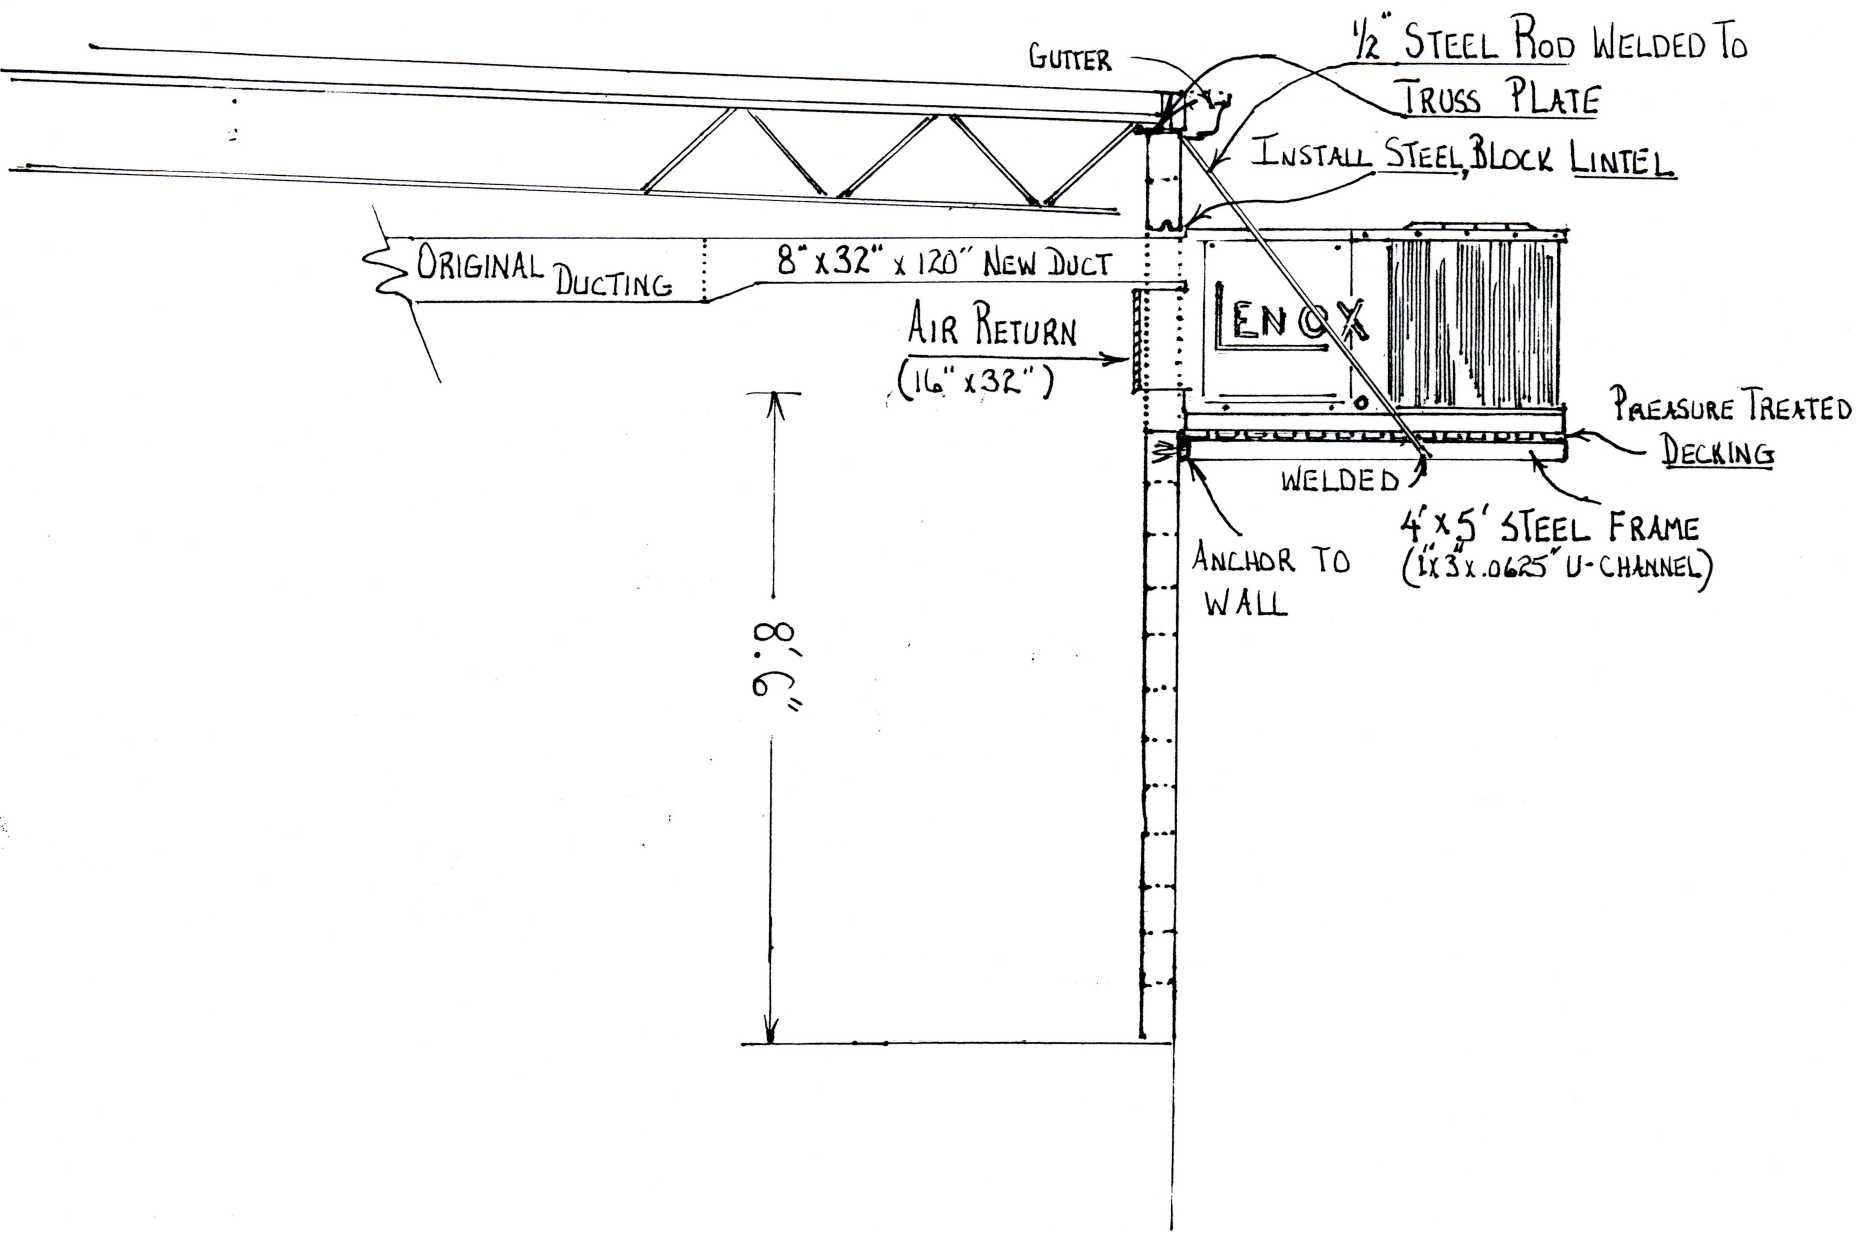 GUTTER
1/2" STEEL ROD WELDED TO
TRUSS PLATE
INSTALL STEEL, BLOCK LINTEL
ORIGINAL DUCTING
8" x 32" x 120" NEW DUCT
AIR RETURN
(16" x 32")
LENOX
PREASURE TREATED
DECKING
WELDED
4' x 5' STEEL FRAME
(1" x 3" x .0625" U-CHANNEL)
ANCHOR TO
WALL
8'. 6"